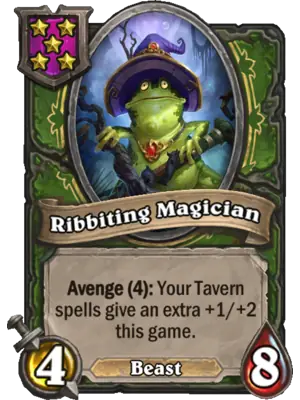 Ribbiting Magician
Avenge (4): Your Tavern
spells give an extra +1/+2
this game.
4
Beast
8